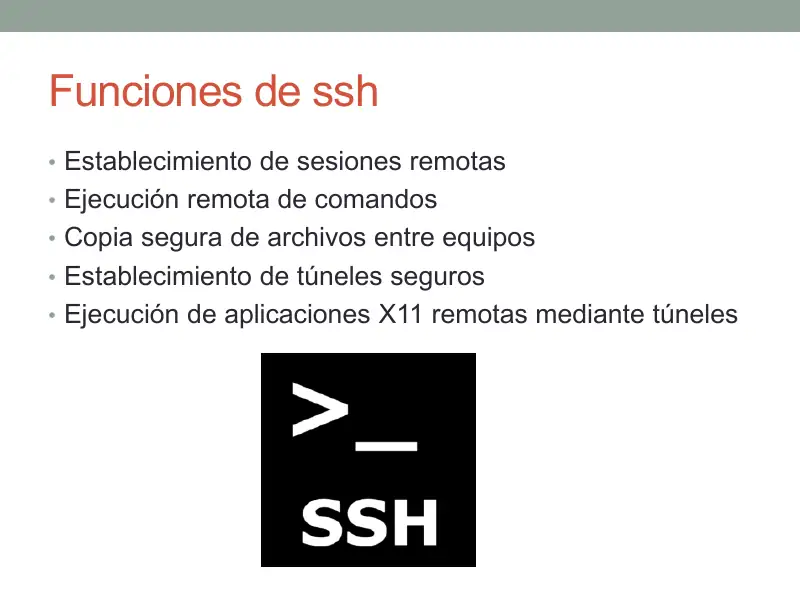 Funciones de ssh
• Establecimiento de sesiones remotas
• Ejecución remota de comandos
• Copia segura de archivos entre equipos
• Establecimiento de túneles seguros
• Ejecución de aplicaciones X11 remotas mediante túneles
>_
SSH